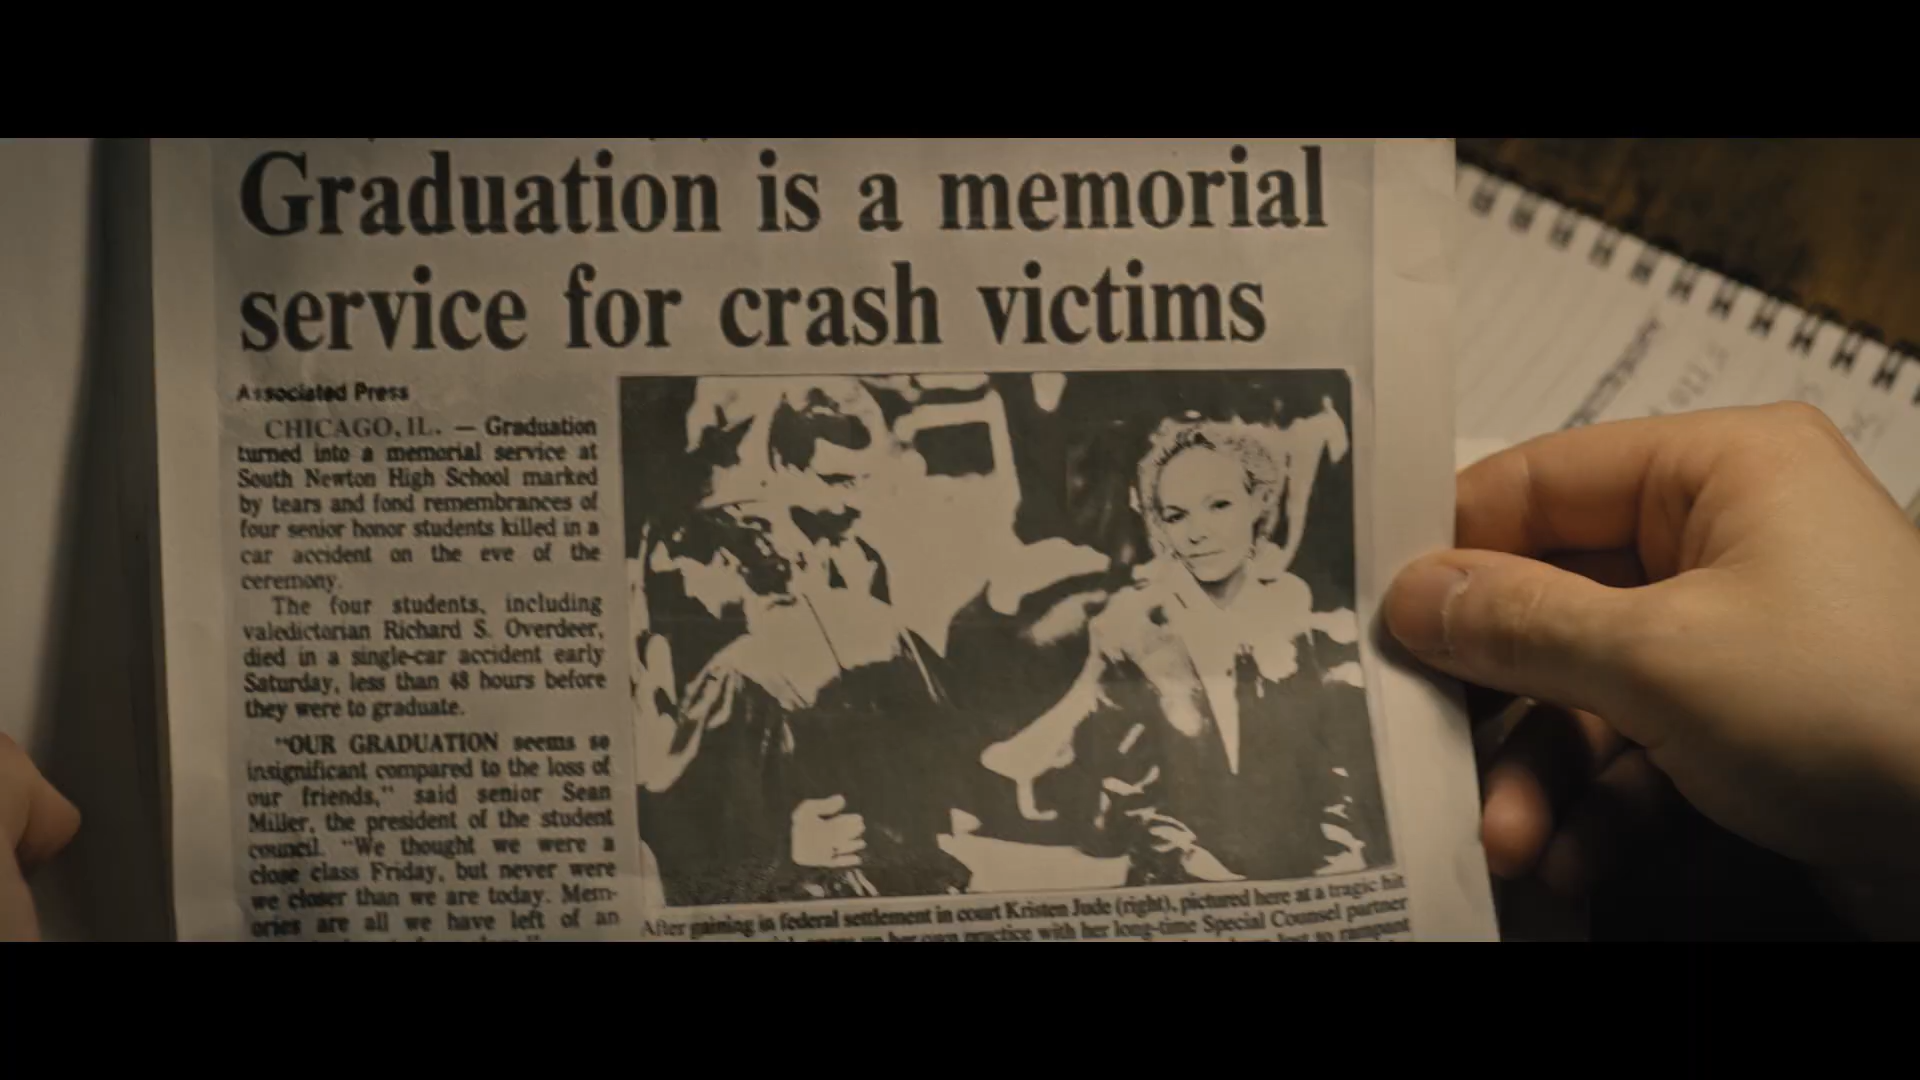 Graduation is a memorial
service for crash victims
Associated Press
CHICAGO, IL. — Graduation
turned into a memorial service at
South Newton High School marked
by tears and fond remembrances of
four senior honor students killed in a
car accident on the eve of the
ceremony.
The four students, including
valedictorian Richard S. Overdeer,
died in a single-car accident early
Saturday, less than 48 hours before
they were to graduate.
"OUR GRADUATION seems so
insignificant compared to the loss of
our friends," said senior Sean
Miller, the president of the student
council. "We thought we were a
close class Friday, but never were
we closer than we are today. Mem-
ories are all we have left of an
After gaining in federal settlement in court Kristen Jude (right), pictured here at a tragic hit
her own practice with her long-time Special Counsel partner
lost to rampant